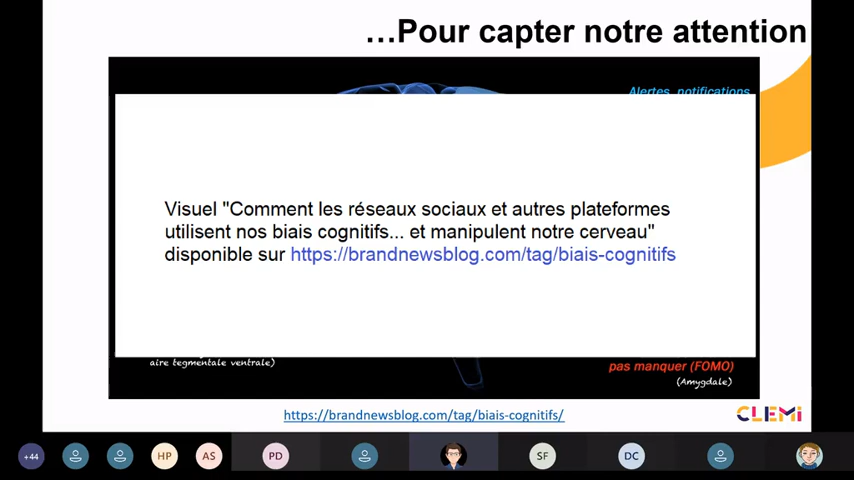 ...Pour capter notre attention
Alertes, notifications
Visuel "Comment les réseaux sociaux et autres plateformes
utilisent nos biais cognitifs... et manipulent notre cerveau"
disponible sur https://brandnewsblog.com/tag/biais-cognitifs
aire tegmentale ventrale)
pas manquer (FOMO)
(Amygdale)
https://brandnewsblog.com/tag/biais-cognitifs/
CLEMI
+44
HP
AS
PD
SF
DC